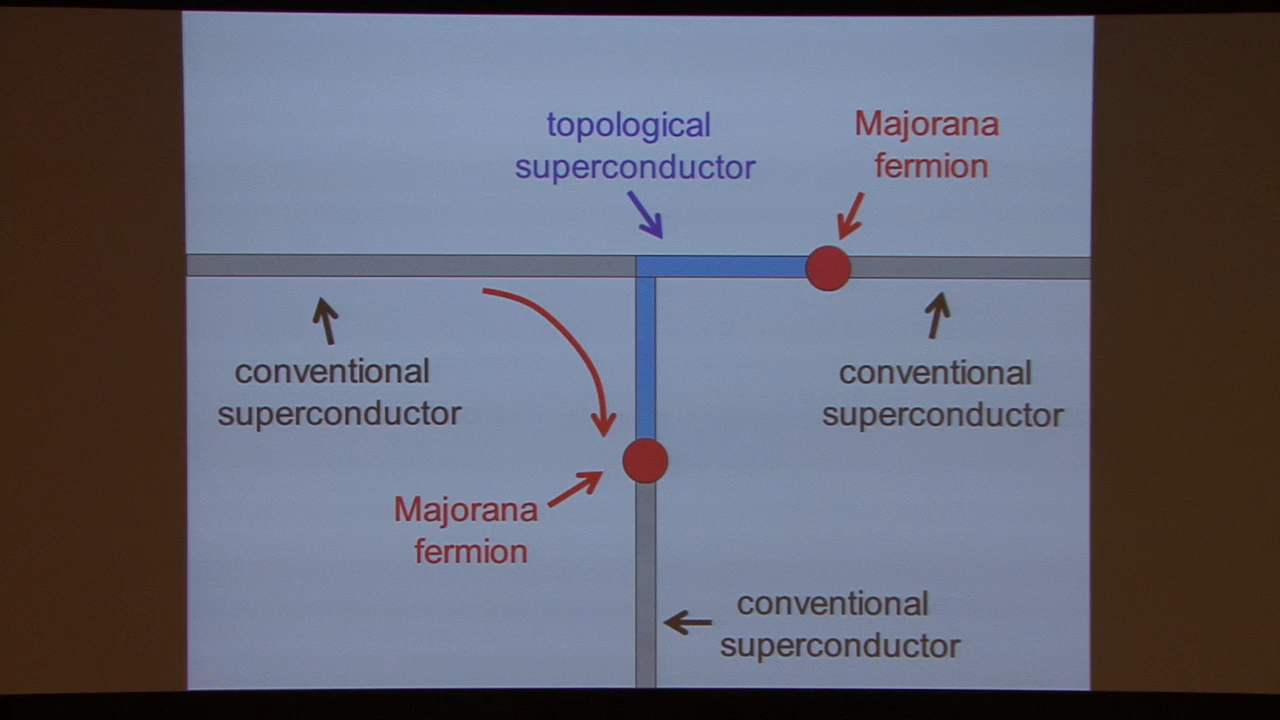 topological
superconductor
Majorana
fermion
conventional
superconductor
conventional
superconductor
Majorana
fermion
conventional
superconductor